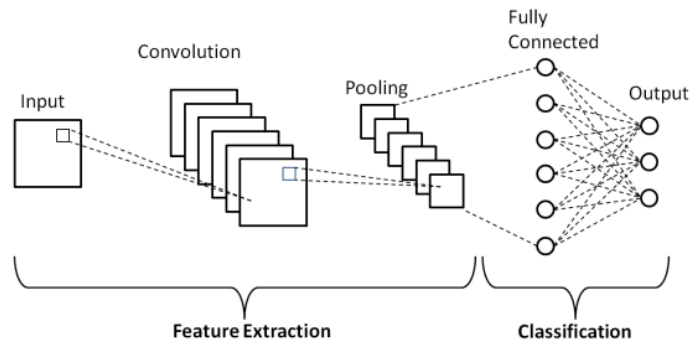 Input
Convolution
Pooling
Fully
Connected
Output
Feature Extraction
Classification